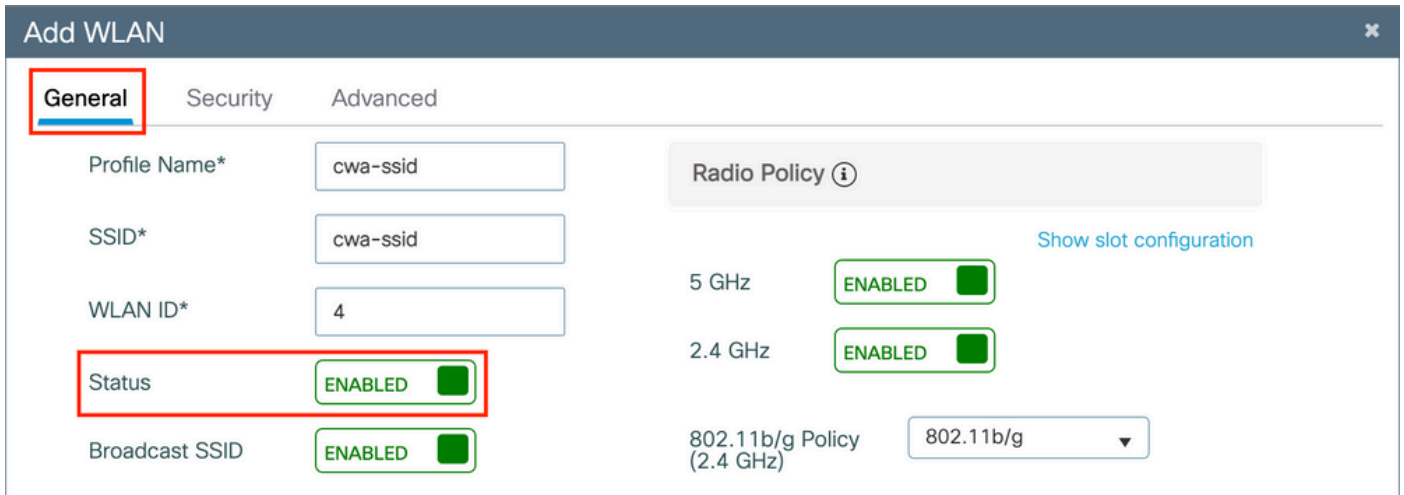 Add WLAN ✖
General Security Advanced
Profile Name* cwa-ssid
SSID* cwa-ssid
WLAN ID* 4
Status ENABLED
Broadcast SSID ENABLED
Radio Policy ⓘ
Show slot configuration
5 GHz ENABLED
2.4 GHz ENABLED
802.11b/g Policy 802.11b/g
(2.4 GHz)